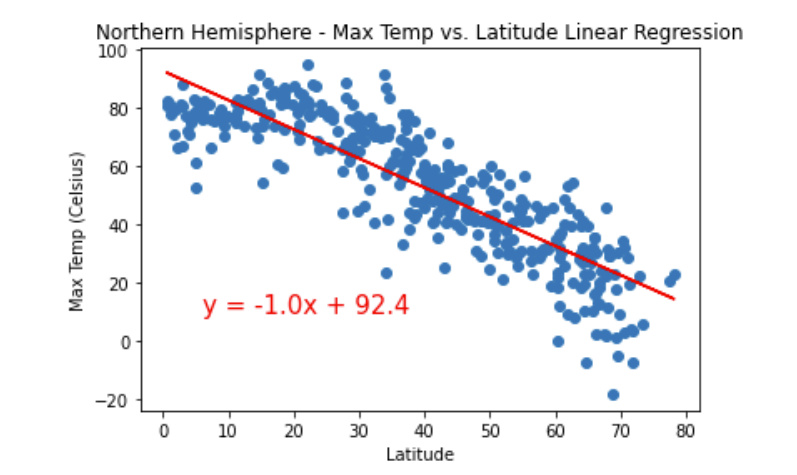 Northern Hemisphere - Max Temp vs. Latitude Linear Regression
100
80
60
40
20
0
−20
Max Temp (Celsius)
y = -1.0x + 92.4
0 10 20 30 40 50 60 70 80
Latitude